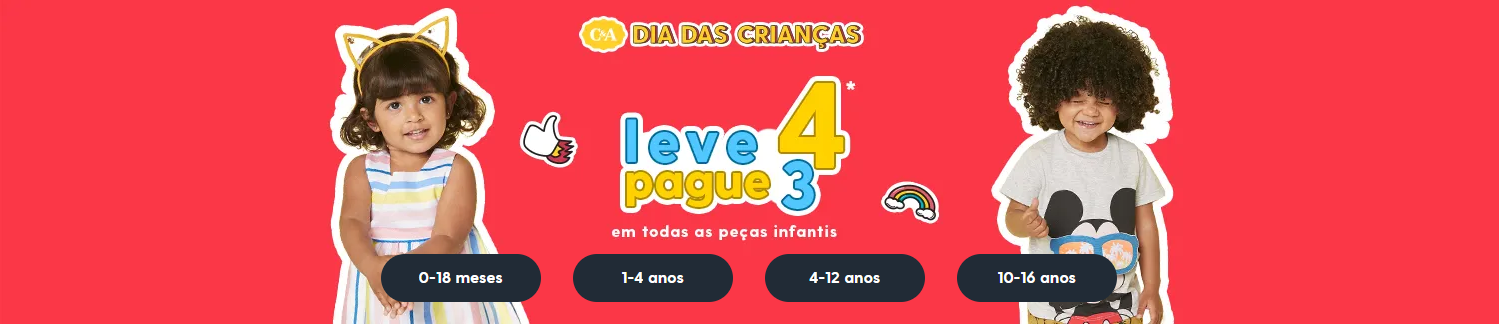 C&A DIA DAS CRIANÇAS
leve 4*
pague 3
em todas as peças infantis
0-18 meses
1-4 anos
4-12 anos
10-16 anos